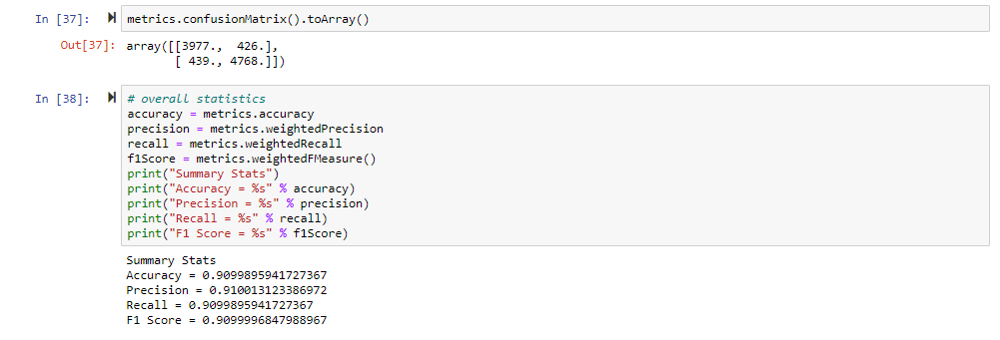 In [37]: metrics.confusionMatrix().toArray()
Out[37]: array([[3977., 426.],
[ 439., 4768.]])
In [38]: # overall statistics
accuracy = metrics.accuracy
precision = metrics.weightedPrecision
recall = metrics.weightedRecall
f1Score = metrics.weightedFMeasure()
print("Summary Stats")
print("Accuracy = %s" % accuracy)
print("Precision = %s" % precision)
print("Recall = %s" % recall)
print("F1 Score = %s" % f1Score)
Summary Stats
Accuracy = 0.9099895941727367
Precision = 0.910013123386972
Recall = 0.9099895941727367
F1 Score = 0.9099996847988967